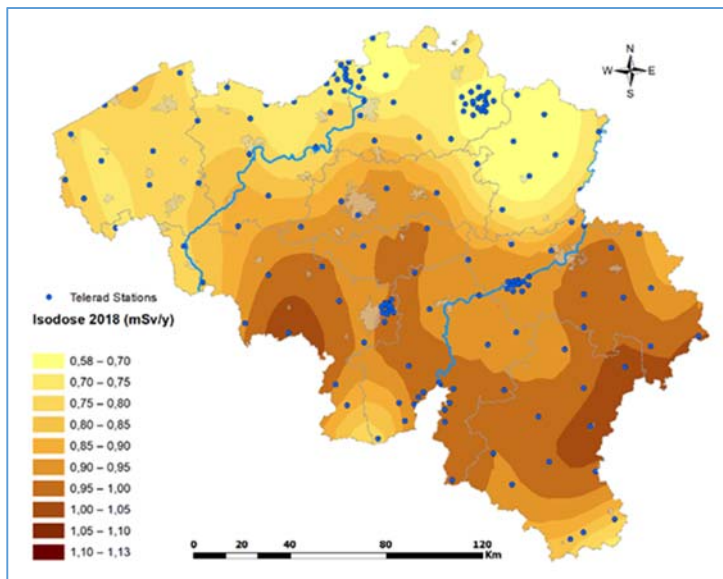 N
W E
S
Telerad Stations
Isodose 2018 (mSv/y)
0,58 – 0,70
0,70 – 0,75
0,75 – 0,80
0,80 – 0,85
0,85 – 0,90
0,90 – 0,95
0,95 – 1,00
1,00 – 1,05
1,05 – 1,10
1,10 – 1,13
0 20 40 80 120
Km